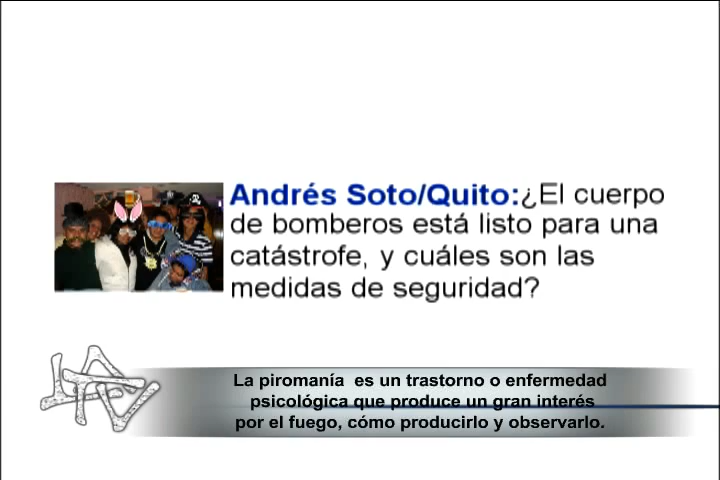 Andrés Soto/Quito:¿El cuerpo
de bomberos está listo para una
catástrofe, y cuáles son las
medidas de seguridad?
La piromanía es un trastorno o enfermedad
psicológica que produce un gran interés
por el fuego, cómo producirlo y observarlo.